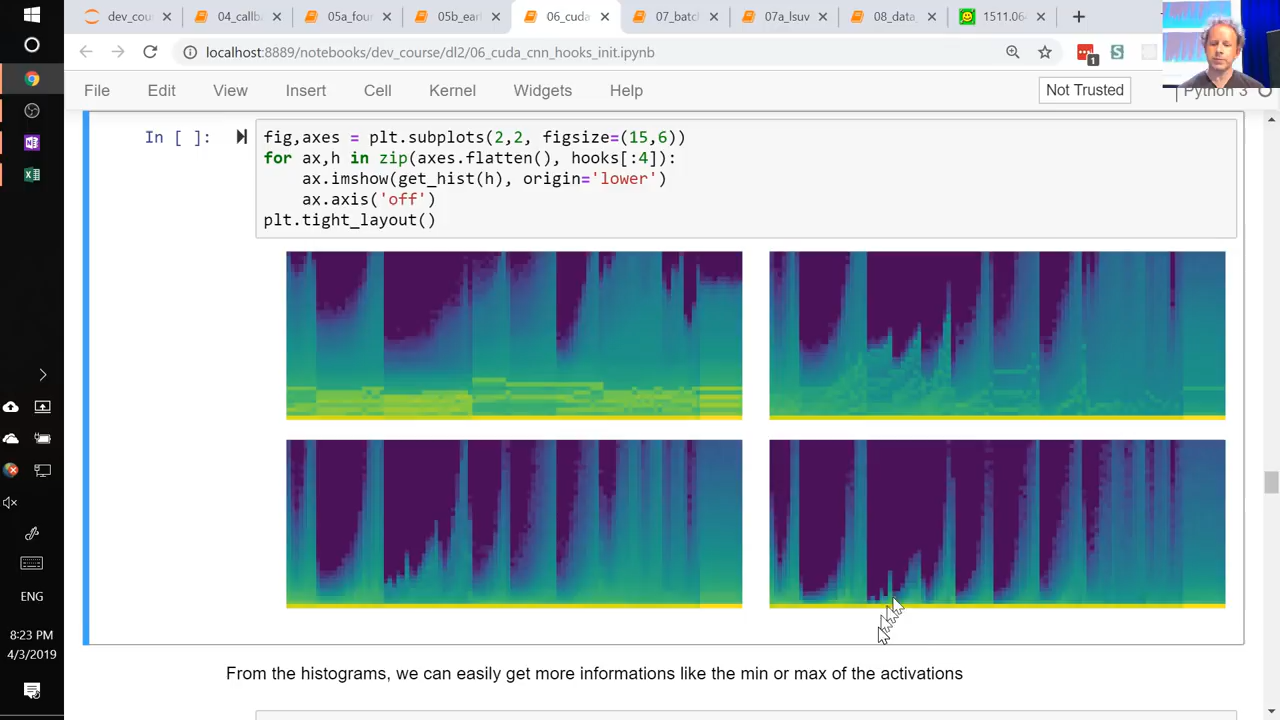 dev_cou
04_callb
05a_four
05b_earl
06_cuda
07_batch
07a_lsuv
08_data_
1511.06
localhost:8889/notebooks/dev_course/dl2/06_cuda_cnn_hooks_init.ipynb
1
S
File Edit View Insert Cell Kernel Widgets Help
Not Trusted
Python 3
In [ ]:
fig,axes = plt.subplots(2,2, figsize=(15,6))
for ax,h in zip(axes.flatten(), hooks[:4]):
    ax.imshow(get_hist(h), origin='lower')
    ax.axis('off')
plt.tight_layout()
From the histograms, we can easily get more informations like the min or max of the activations
ENG
8:23 PM
4/3/2019